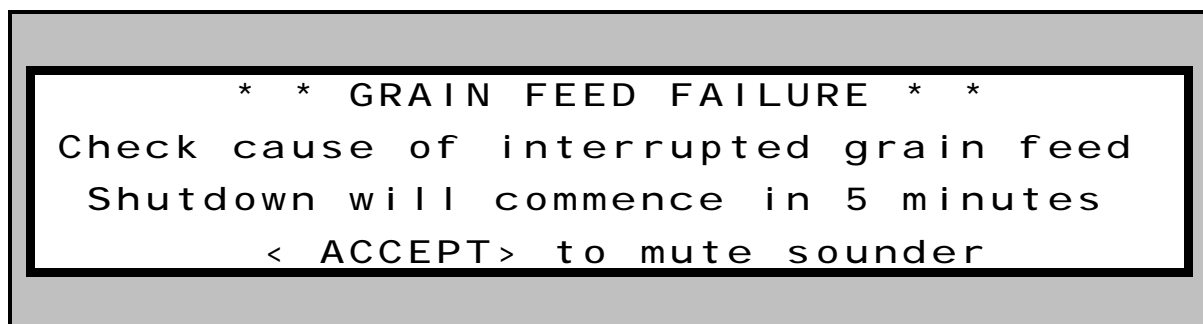 * * GRAIN FEED FAILURE * *
Check cause of interrupted grain feed
Shutdown will commence in 5 minutes
< ACCEPT> to mute sounder